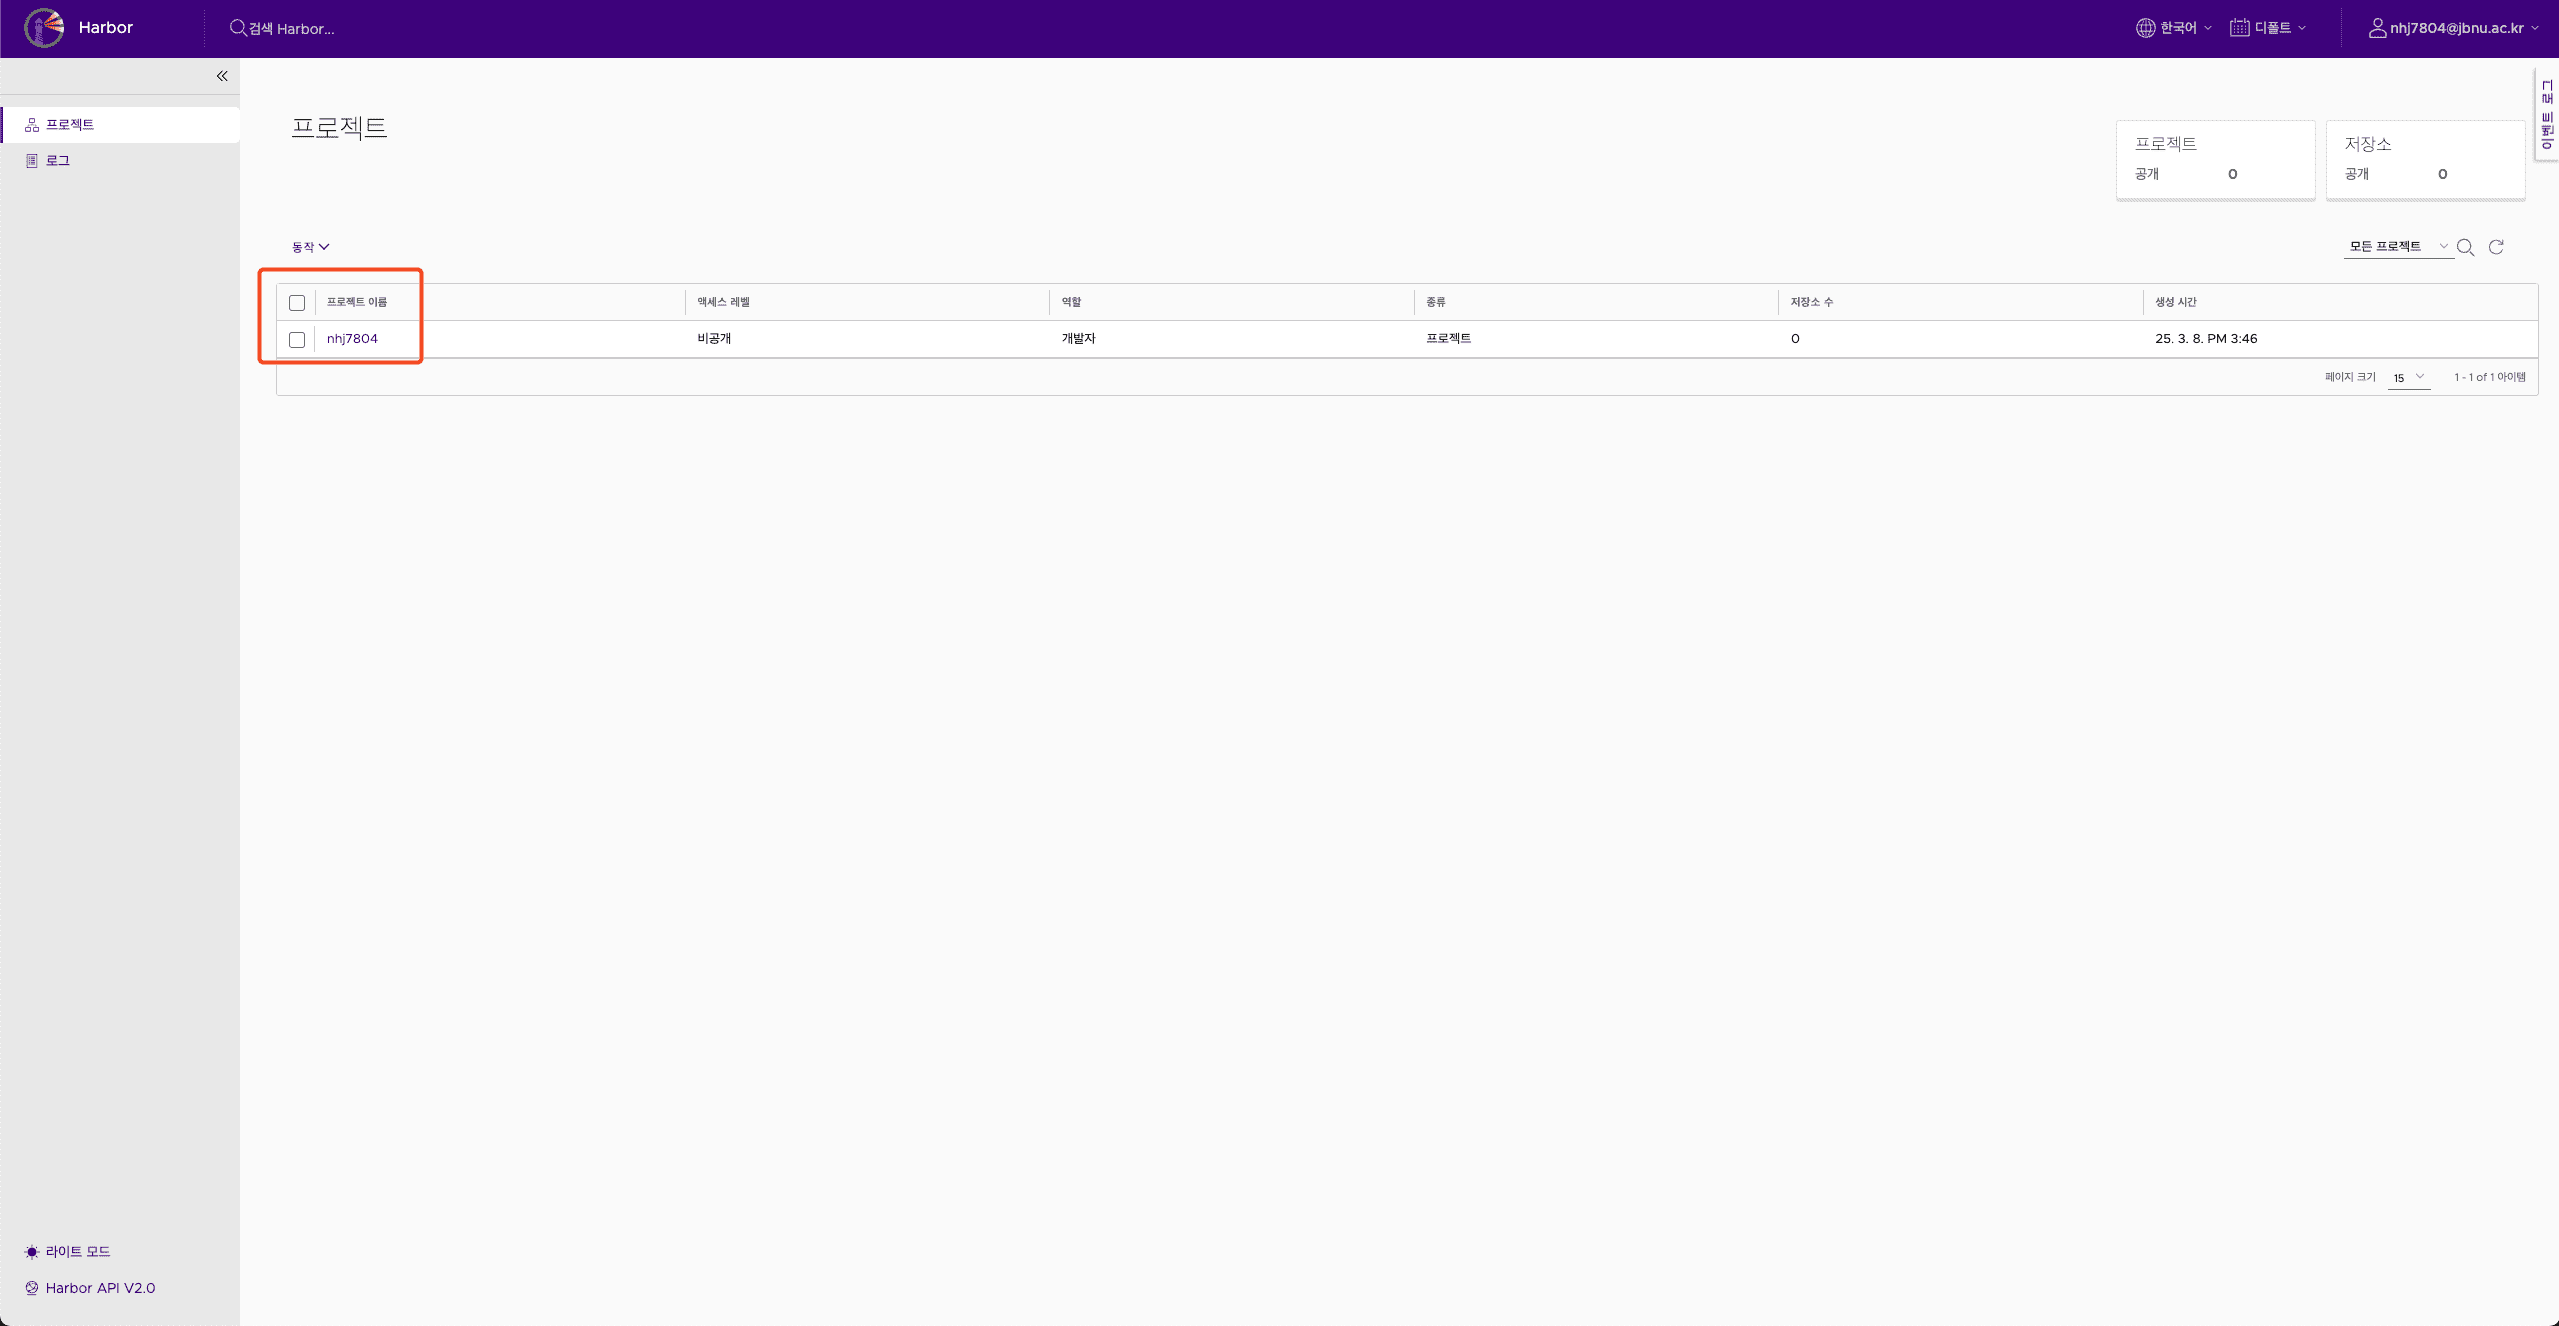 Harbor
검색 Harbor...
한국어
디폴트
nhj7804@jbnu.ac.kr
이벤트 로그
프로젝트
로그
프로젝트
프로젝트
공개 0
저장소
공개 0
동작
모든 프로젝트
프로젝트 이름 액세스 레벨 역할 종류 저장소 수 생성 시간
nhj7804 비공개 개발자 프로젝트 0 25. 3. 8. PM 3:46
페이지 크기 15 1 - 1 of 1 아이템
라이트 모드
Harbor API V2.0